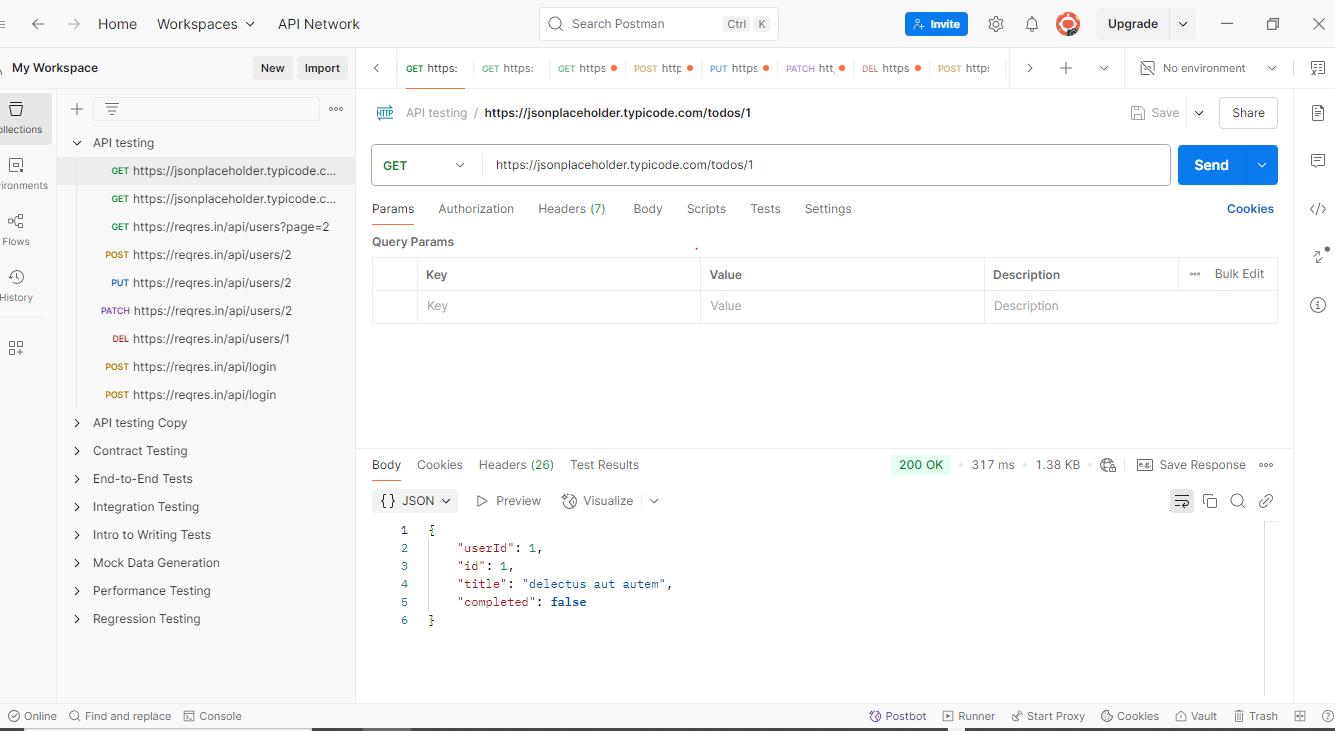 Home Workspaces API Network Search Postman Ctrl K Invite Upgrade
My Workspace New Import GET https: GET https: GET https POST http PUT https PATCH htt DEL https POST https No environment
API testing / https://jsonplaceholder.typicode.com/todos/1 Save Share
GET https://jsonplaceholder.typicode.com/todos/1 Send
Params Authorization Headers (7) Body Scripts Tests Settings Cookies
Query Params
Key Value Description Bulk Edit
Key Value Description
ollections
ironments
Flows
History
API testing
GET https://jsonplaceholder.typicode.c...
GET https://jsonplaceholder.typicode.c...
GET https://reqres.in/api/users?page=2
POST https://reqres.in/api/users/2
PUT https://reqres.in/api/users/2
PATCH https://reqres.in/api/users/2
DEL https://reqres.in/api/users/1
POST https://reqres.in/api/login
POST https://reqres.in/api/login
API testing Copy
Contract Testing
End-to-End Tests
Integration Testing
Intro to Writing Tests
Mock Data Generation
Performance Testing
Regression Testing
Body Cookies Headers (26) Test Results 200 OK 317 ms 1.38 KB e.g. Save Response
{} JSON Preview Visualize
1 {
2 "userId": 1,
3 "id": 1,
4 "title": "delectus aut autem",
5 "completed": false
6 }
Online Find and replace Console Postbot Runner Start Proxy Cookies Vault Trash